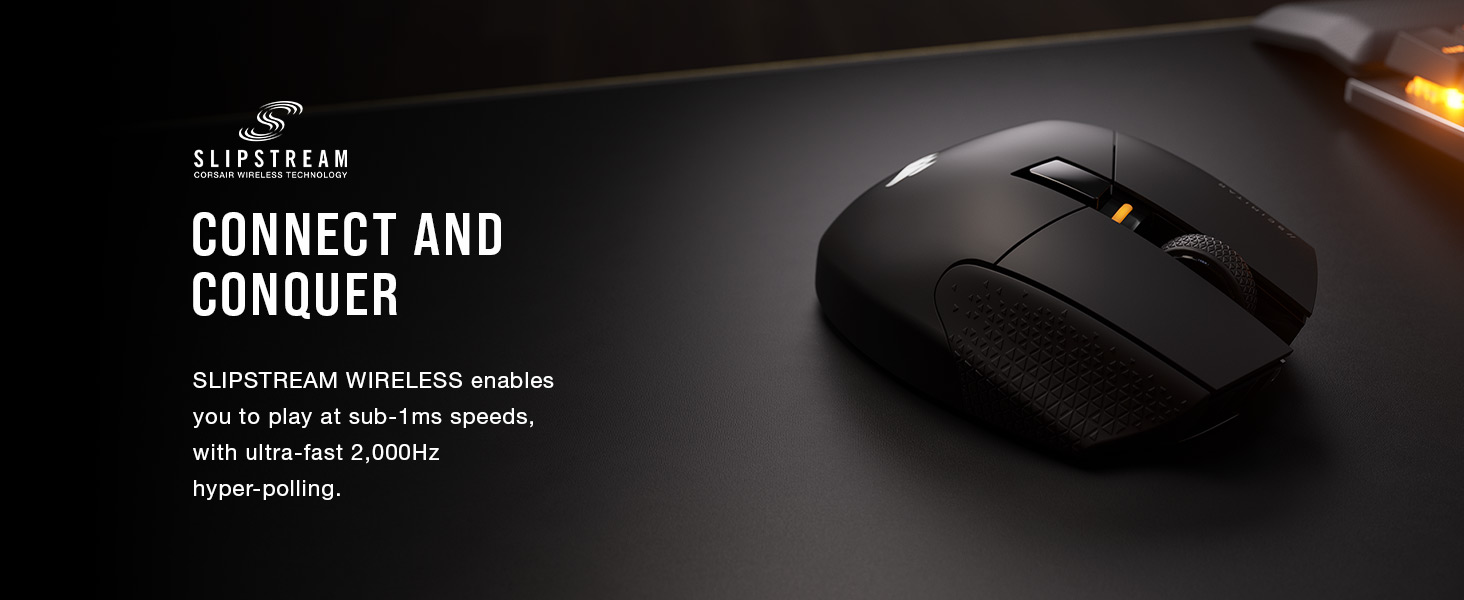 SLIPSTREAM
CORSAIR WIRELESS TECHNOLOGY
CONNECT AND
CONQUER
SLIPSTREAM WIRELESS enables
you to play at sub-1ms speeds,
with ultra-fast 2,000Hz
hyper-polling.